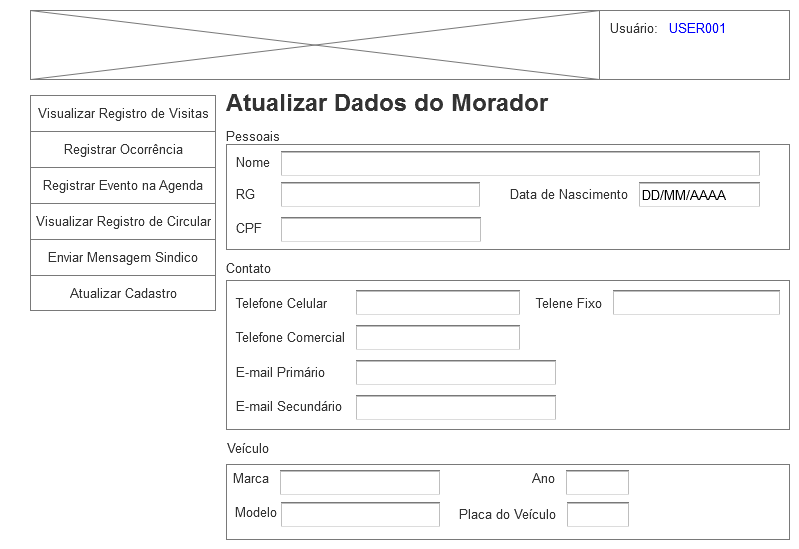 Usuário: USER001
Visualizar Registro de Visitas
Registrar Ocorrência
Registrar Evento na Agenda
Visualizar Registro de Circular
Enviar Mensagem Sindico
Atualizar Cadastro
Atualizar Dados do Morador
Pessoais
Nome
RG Data de Nascimento DD/MM/AAAA
CPF
Contato
Telefone Celular Telene Fixo
Telefone Comercial
E-mail Primário
E-mail Secundário
Veículo
Marca Ano
Modelo Placa do Veículo